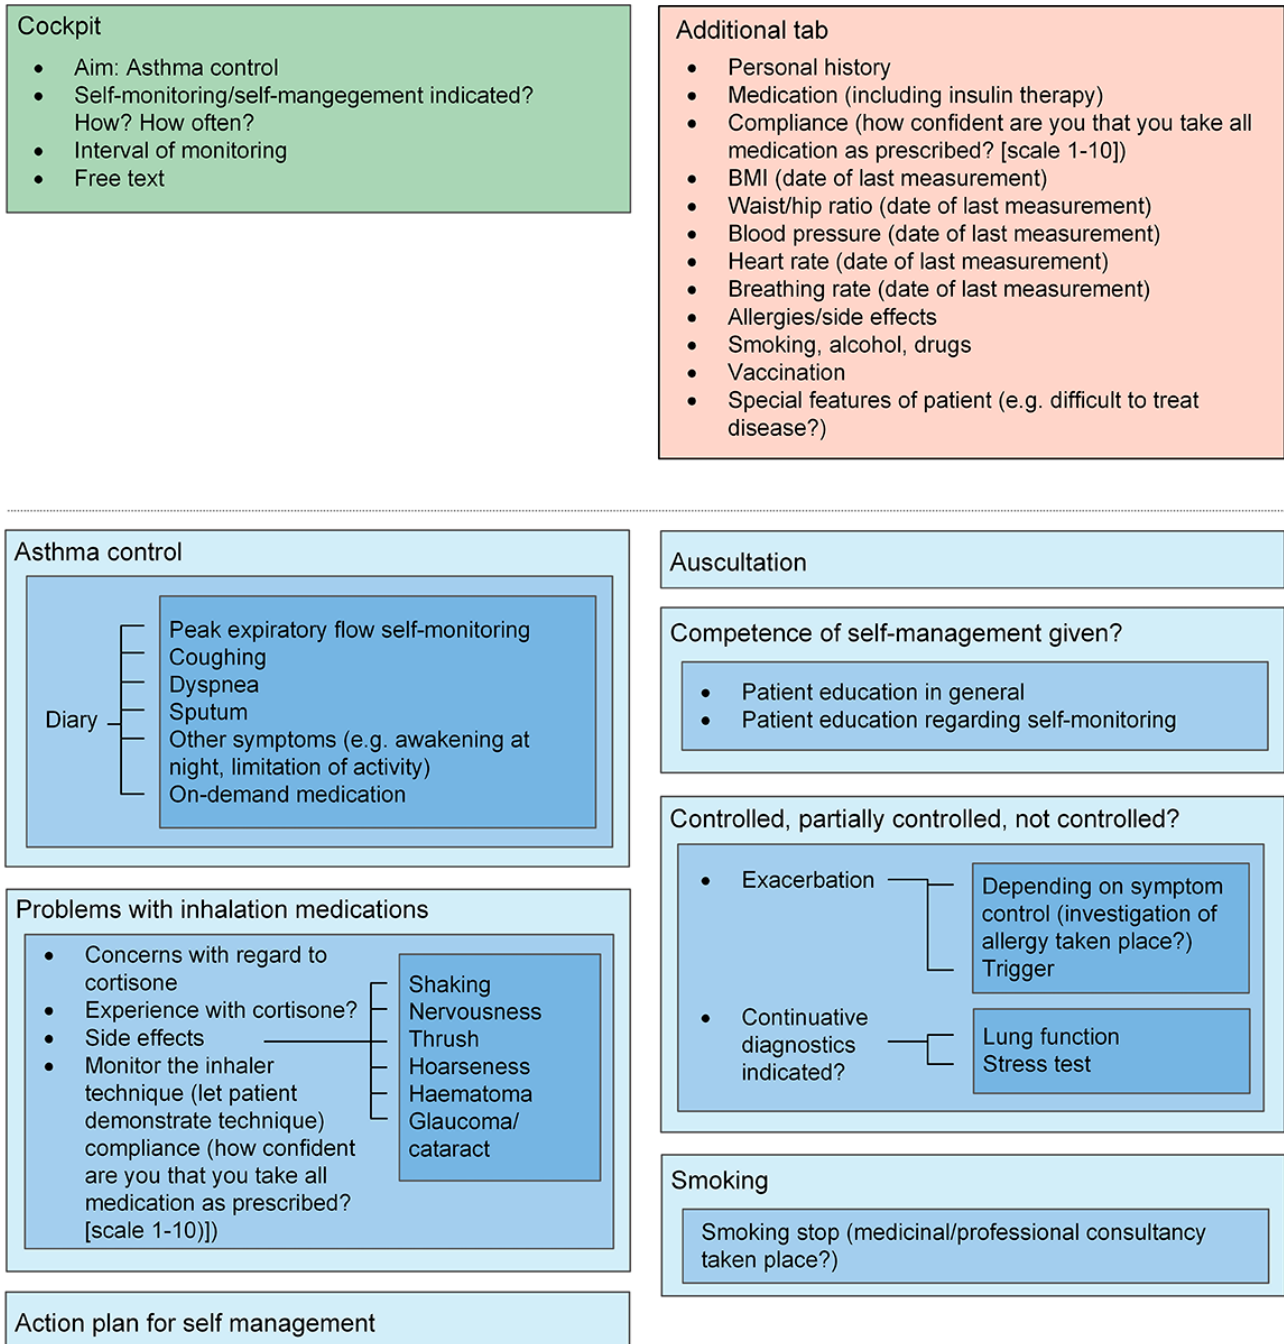 Cockpit
• Aim: Asthma control
• Self-monitoring/self-mangegement indicated?
How? How often?
• Interval of monitoring
• Free text
Additional tab
• Personal history
• Medication (including insulin therapy)
• Compliance (how confident are you that you take all
medication as prescribed? [scale 1-10])
• BMI (date of last measurement)
• Waist/hip ratio (date of last measurement)
• Blood pressure (date of last measurement)
• Heart rate (date of last measurement)
• Breathing rate (date of last measurement)
• Allergies/side effects
• Smoking, alcohol, drugs
• Vaccination
• Special features of patient (e.g. difficult to treat
disease?)
Asthma control
Diary
Peak expiratory flow self-monitoring
Coughing
Dyspnea
Sputum
Other symptoms (e.g. awakening at
night, limitation of activity)
On-demand medication
Problems with inhalation medications
• Concerns with regard to
cortisone
• Experience with cortisone?
• Side effects
• Monitor the inhaler
technique (let patient
demonstrate technique)
compliance (how confident
are you that you take all
medication as prescribed?
[scale 1-10)])
Shaking
Nervousness
Thrush
Hoarseness
Haematoma
Glaucoma/
cataract
Action plan for self management
Auscultation
Competence of self-management given?
• Patient education in general
• Patient education regarding self-monitoring
Controlled, partially controlled, not controlled?
• Exacerbation
Depending on symptom
control (investigation of
allergy taken place?)
Trigger
• Continuative
diagnostics
indicated?
Lung function
Stress test
Smoking
Smoking stop (medicinal/professional consultancy
taken place?)